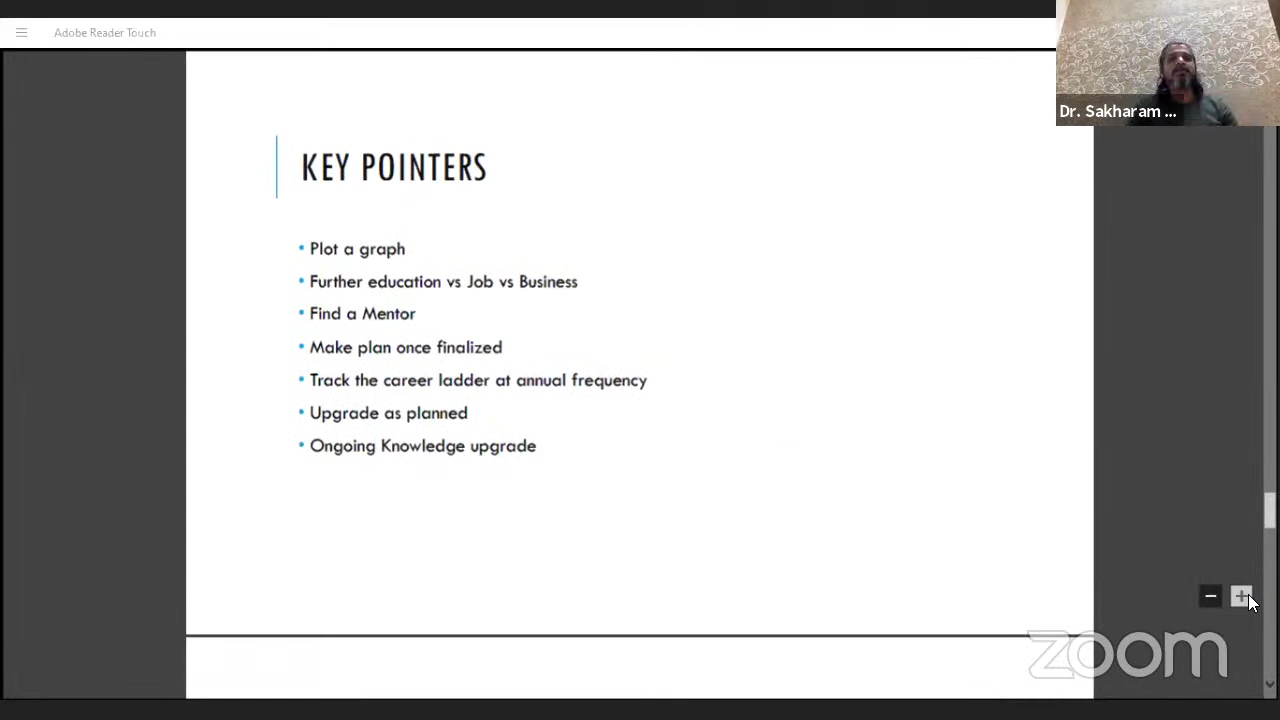 Adobe Reader Touch
Dr. Sakharam ...
KEY POINTERS
• Plot a graph
• Further education vs Job vs Business
• Find a Mentor
• Make plan once finalized
• Track the career ladder at annual frequency
• Upgrade as planned
• Ongoing Knowledge upgrade
zoom